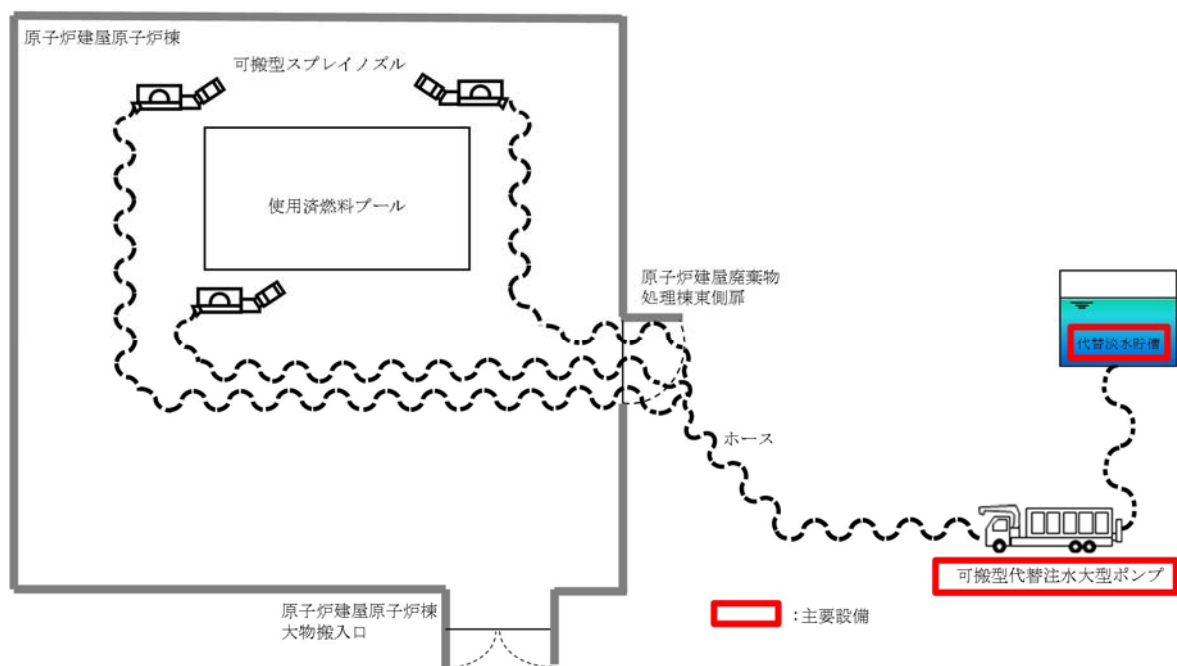 原子炉建屋原子炉棟
可搬型スプレイノズル
使用済燃料プール
原子炉建屋廃棄物
処理棟東側扉
代替淡水貯槽
ホース
可搬型代替注水大型ポンプ
原子炉建屋原子炉棟
大物搬入口
：主要設備